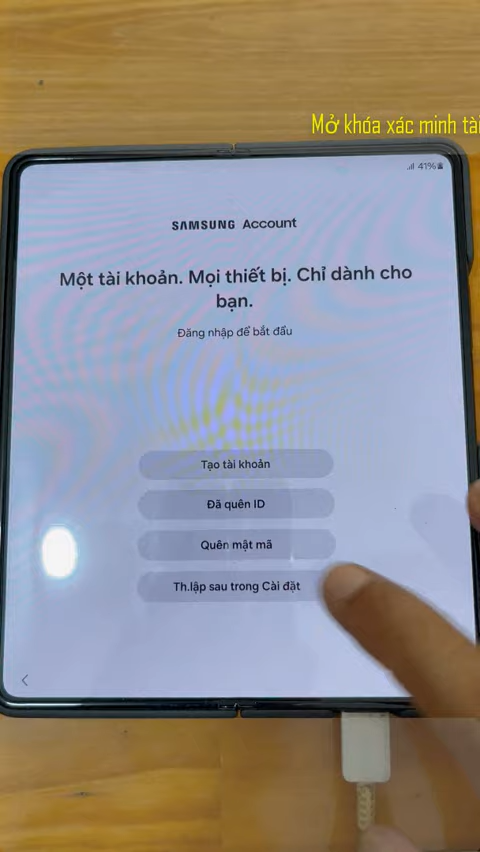 Mở khóa xác minh tài
41%
SAMSUNG Account
Một tài khoản. Mọi thiết bị. Chỉ dành cho
bạn.
Đăng nhập để bắt đầu
Tạo tài khoản
Đã quên ID
Quên mật mã
Th.lập sau trong Cài đặt